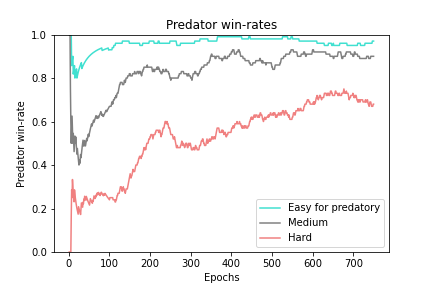 Predator win-rates
Predator win-rate
1.0
0.8
0.6
0.4
0.2
0.0
0 100 200 300 400 500 600 700
Epochs
Easy for predatory
Medium
Hard